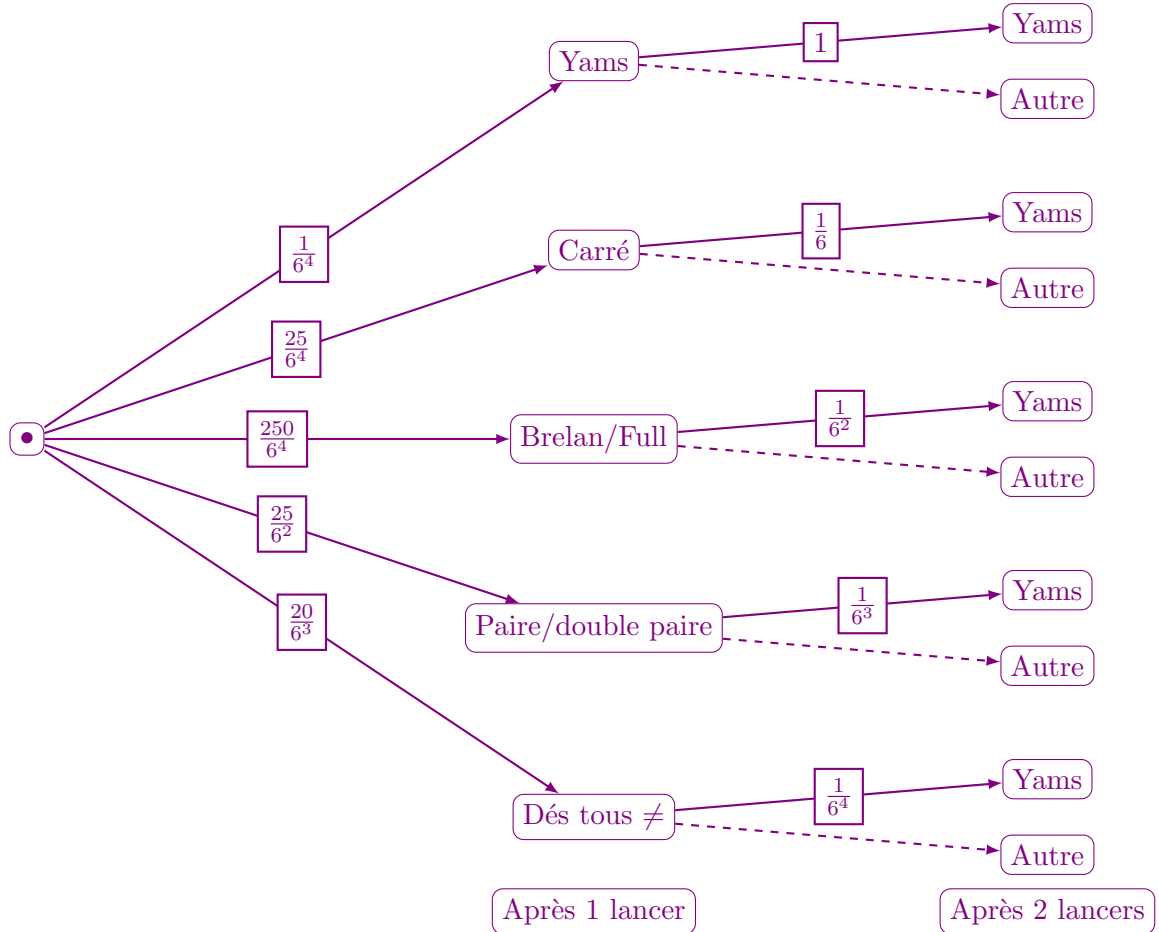 Yams
1
Yams
Autre
1/6^4
Carré
1/6
Yams
Autre
25/6^4
•
250/6^4
Brelan/Full
1/6^2
Yams
Autre
25/6^2
Paire/double paire
1/6^3
Yams
Autre
20/6^3
Dés tous ≠
1/6^4
Yams
Autre
Après 1 lancer
Après 2 lancers